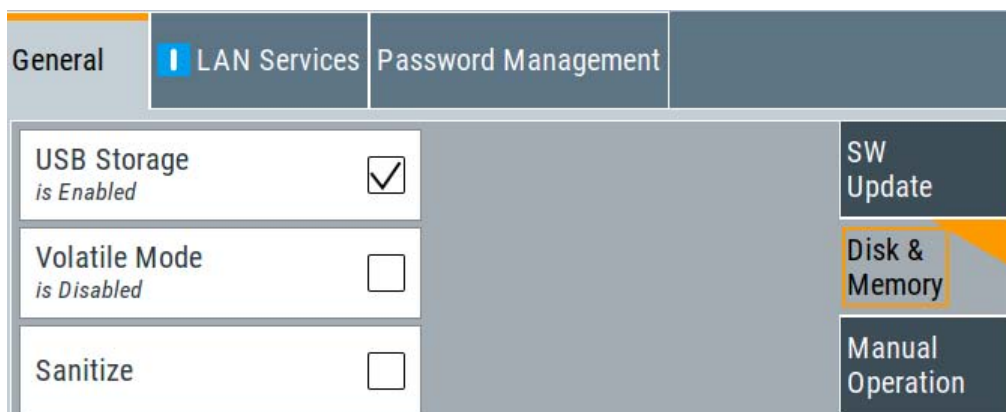 General
LAN Services
Password Management
USB Storage
is Enabled
Volatile Mode
is Disabled
Sanitize
SW
Update
Disk &
Memory
Manual
Operation